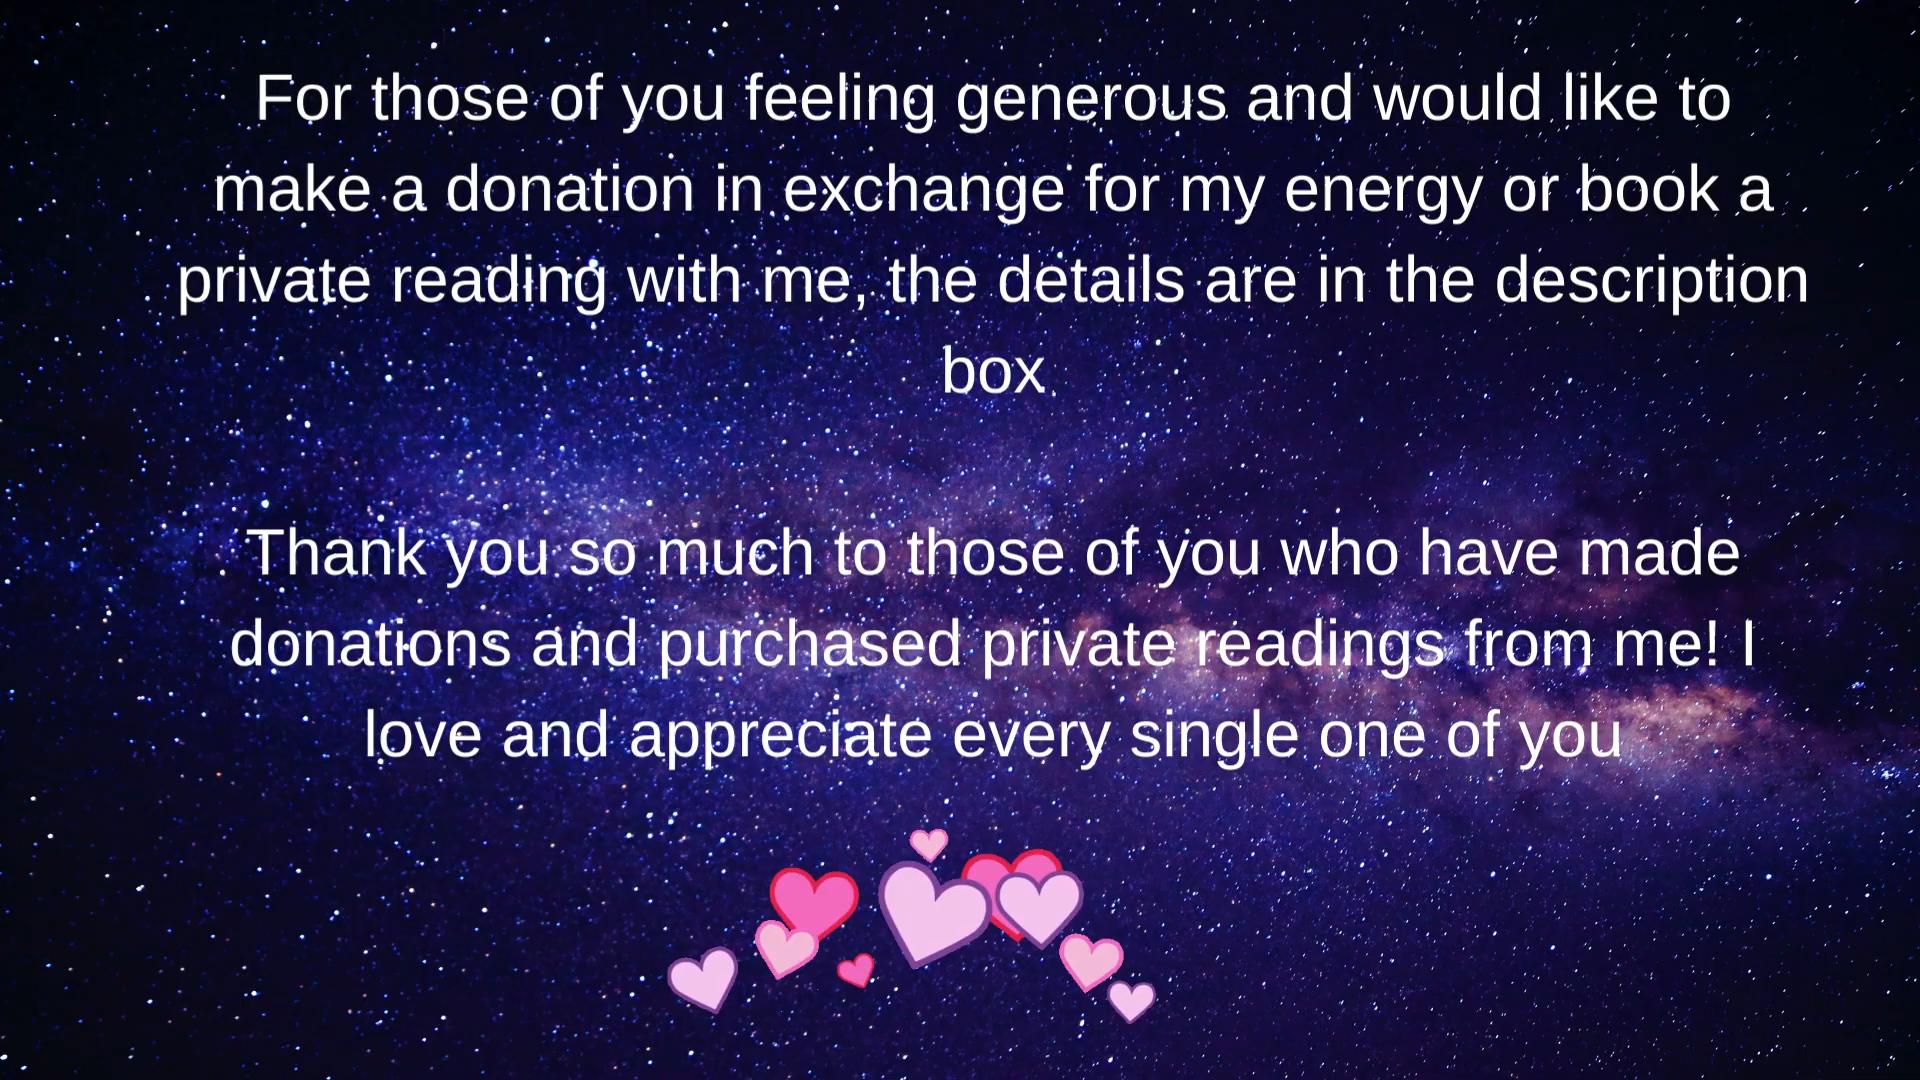 For those of you feeling generous and would like to
make a donation in exchange for my energy or book a
private reading with me, the details are in the description
box
Thank you so much to those of you who have made
donations and purchased private readings from me! I
love and appreciate every single one of you